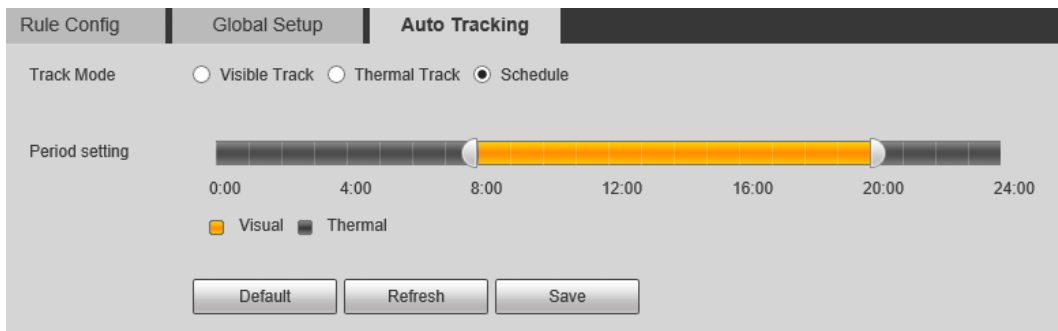 Rule Config Global Setup Auto Tracking
Track Mode Visible Track Thermal Track Schedule
Period setting
0:00 4:00 8:00 12:00 16:00 20:00 24:00
Visual Thermal
Default Refresh Save